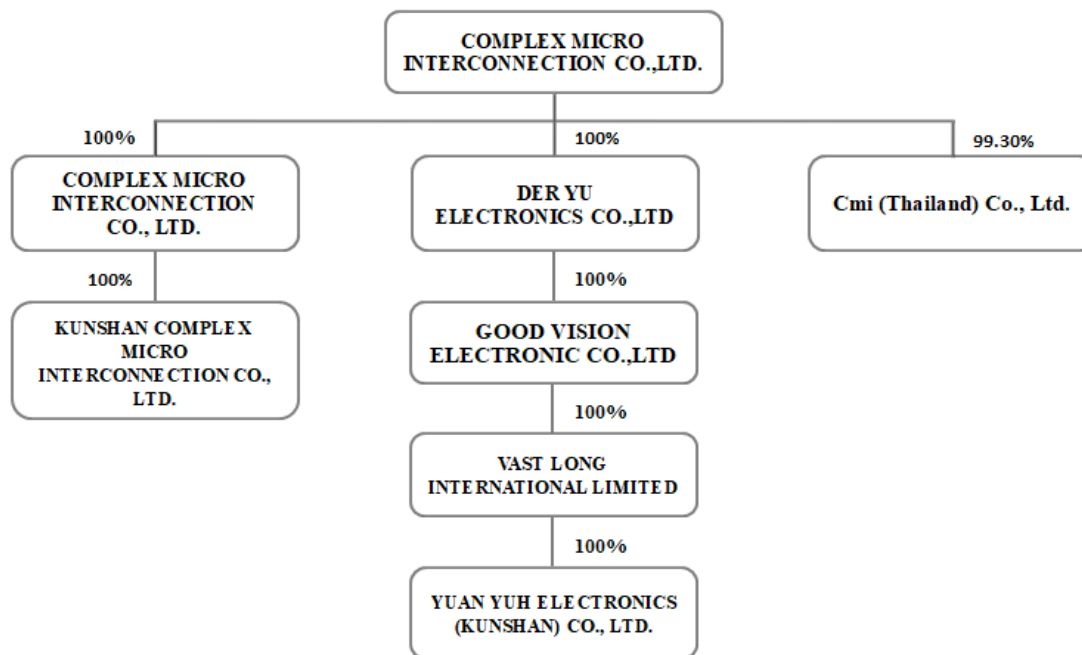 COMPLEX MICRO
INTERCONNECTION CO.,LTD.
100%
100%
99.30%
COMPLEX MICRO
INTERCONNECTION
CO., LTD.
DER YU
ELECTRONICS CO.,LTD
Cmi (Thailand) Co., Ltd.
100%
100%
KUNSHAN COMPLEX
MICRO
INTERCONNECTION CO.,
LTD.
GOOD VISION
ELECTRONIC CO.,LTD
100%
VAST LONG
INTERNATIONAL LIMITED
100%
YUAN YUH ELECTRONICS
(KUNSHAN) CO., LTD.